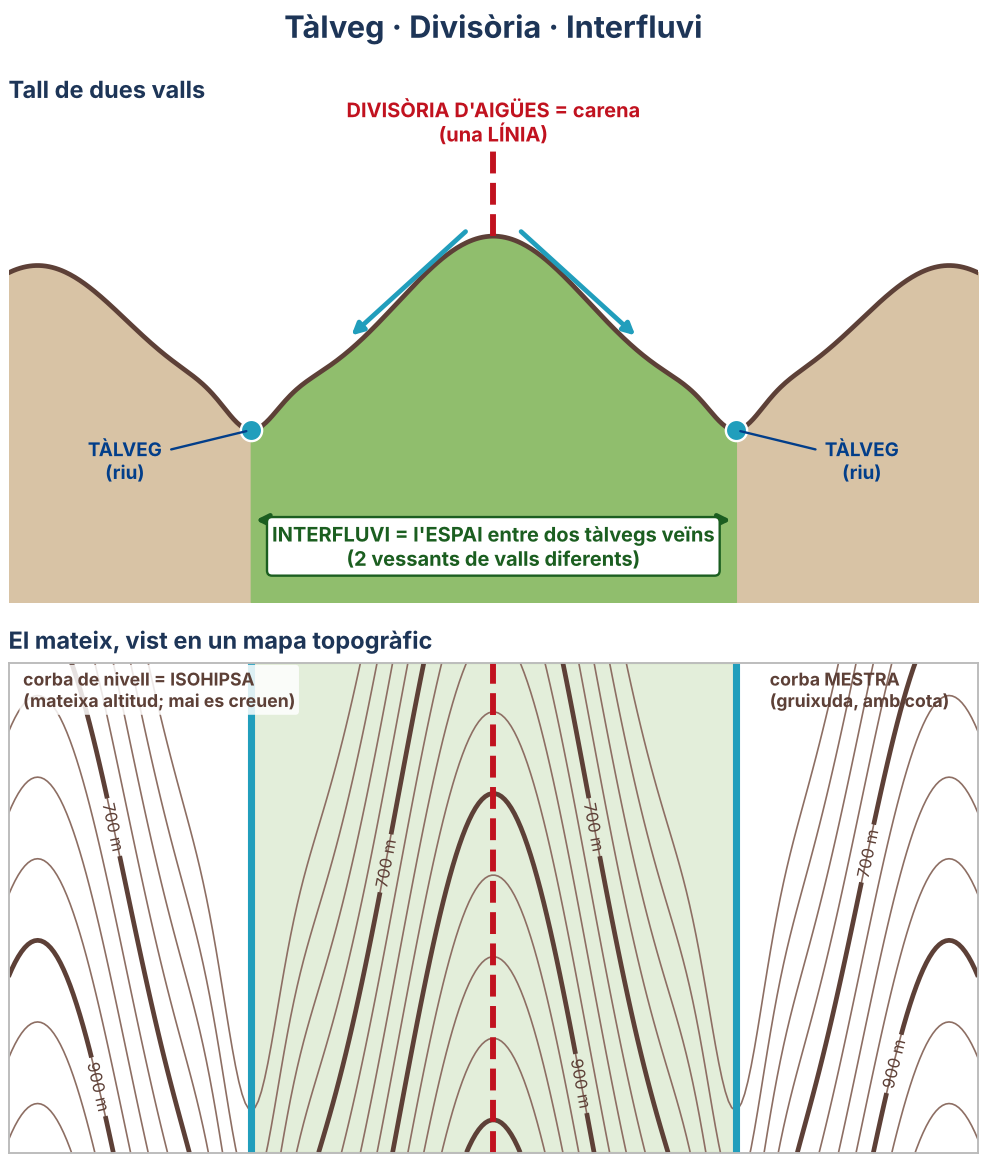 Tàlveg · Divisòria · Interfluvi
Tall de dues valls
DIVISÒRIA D'AIGÜES = carena
(una LÍNIA)
TÀLVEG
(riu)
TÀLVEG
(riu)
INTERFLUVI = l'ESPAI entre dos tàlvegs veïns
(2 vessants de valls diferents)
El mateix, vist en un mapa topogràfic
corba de nivell = ISOHIPSA
(mateixa altitud; mai es creuen)
corba MESTRA
(gruixuda, amb cota)
700 m
700 m
700 m
700 m
900 m
900 m
900 m